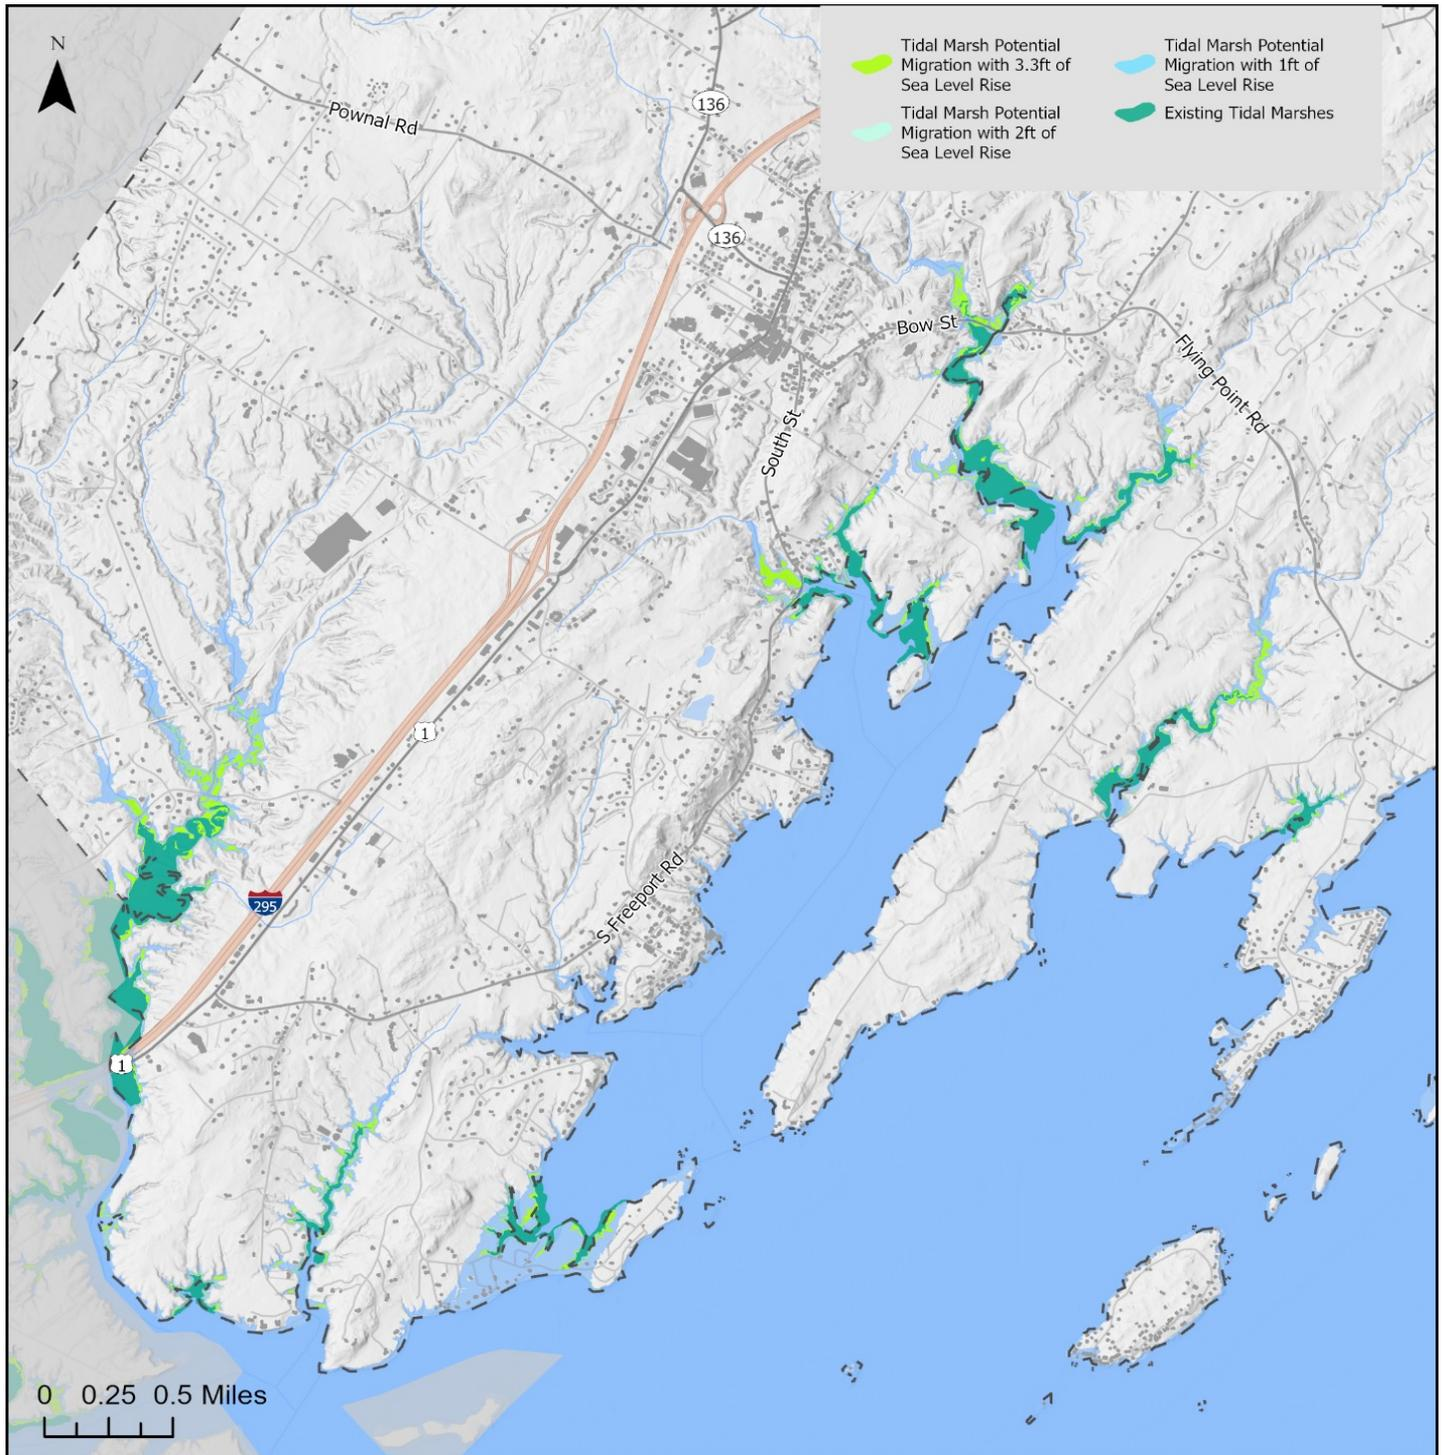 N
Tidal Marsh Potential
Migration with 3.3ft of
Sea Level Rise
Tidal Marsh Potential
Migration with 2ft of
Sea Level Rise
Tidal Marsh Potential
Migration with 1ft of
Sea Level Rise
Existing Tidal Marshes
136
Pownal Rd
136
Bow St
Flying Point Rd
South St
1
S Freeport Rd
295
1
0 0.25 0.5 Miles